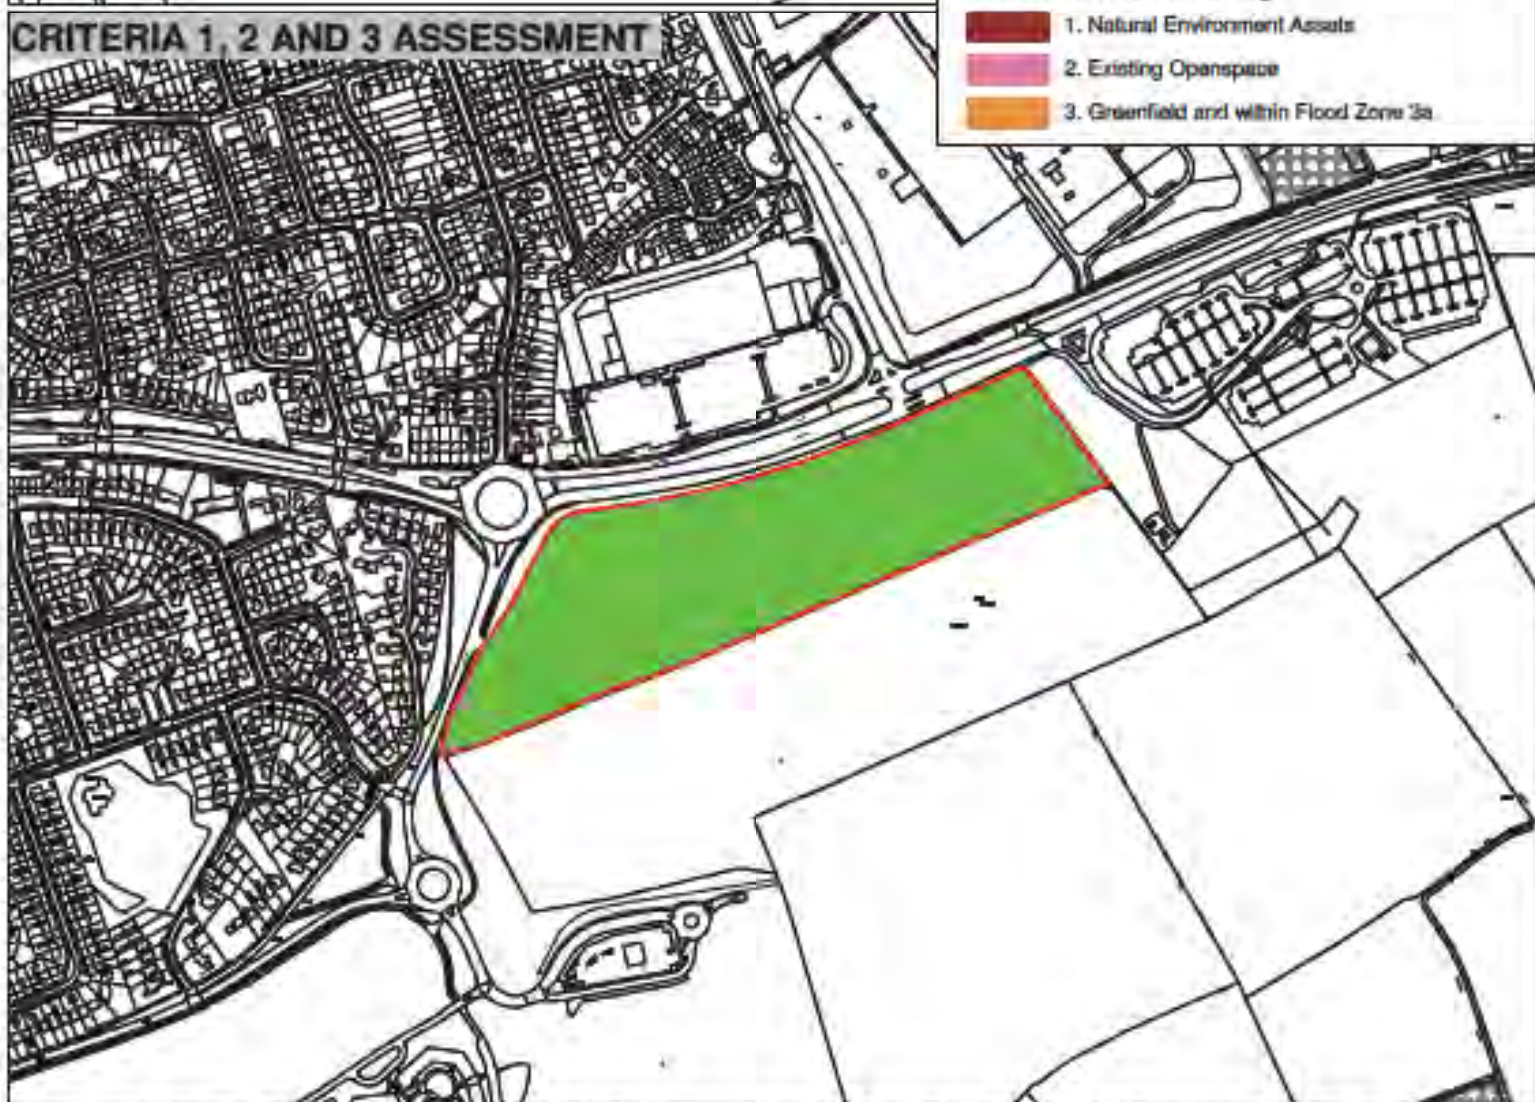 CRITERIA 1, 2 AND 3 ASSESSMENT
1. Natural Environment Assets
2. Existing Openspace
3. Greenfield and within Flood Zone 3a